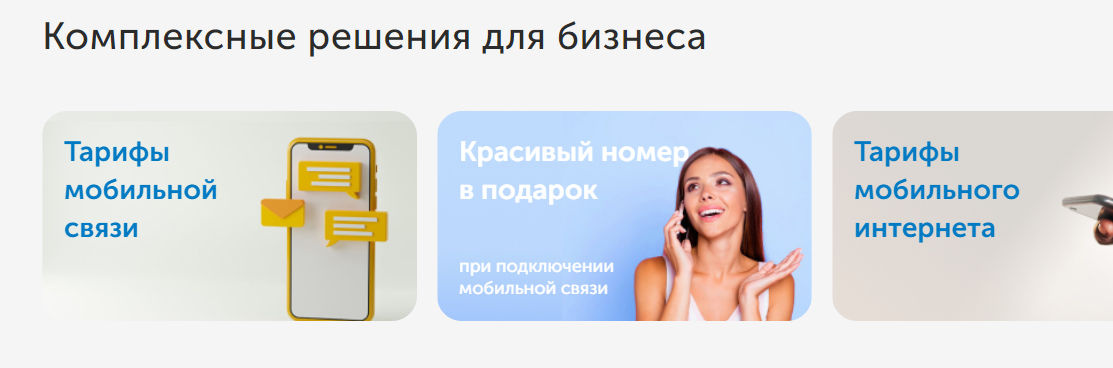 Комплексные решения для бизнеса
Тарифы
мобильной
связи
Красивый номер
в подарок
при подключении
мобильной связи
Тарифы
мобильного
интернета